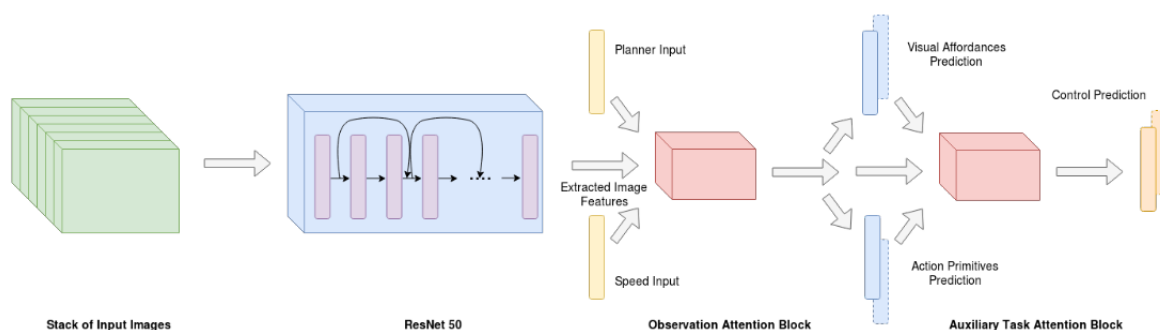 Planner Input
Visual Affordances
Prediction
Control Prediction
Extracted Image
Features
Speed Input
Action Primitives
Prediction
Stack of Input Images
ResNet 50
Observation Attention Block
Auxiliary Task Attention Block